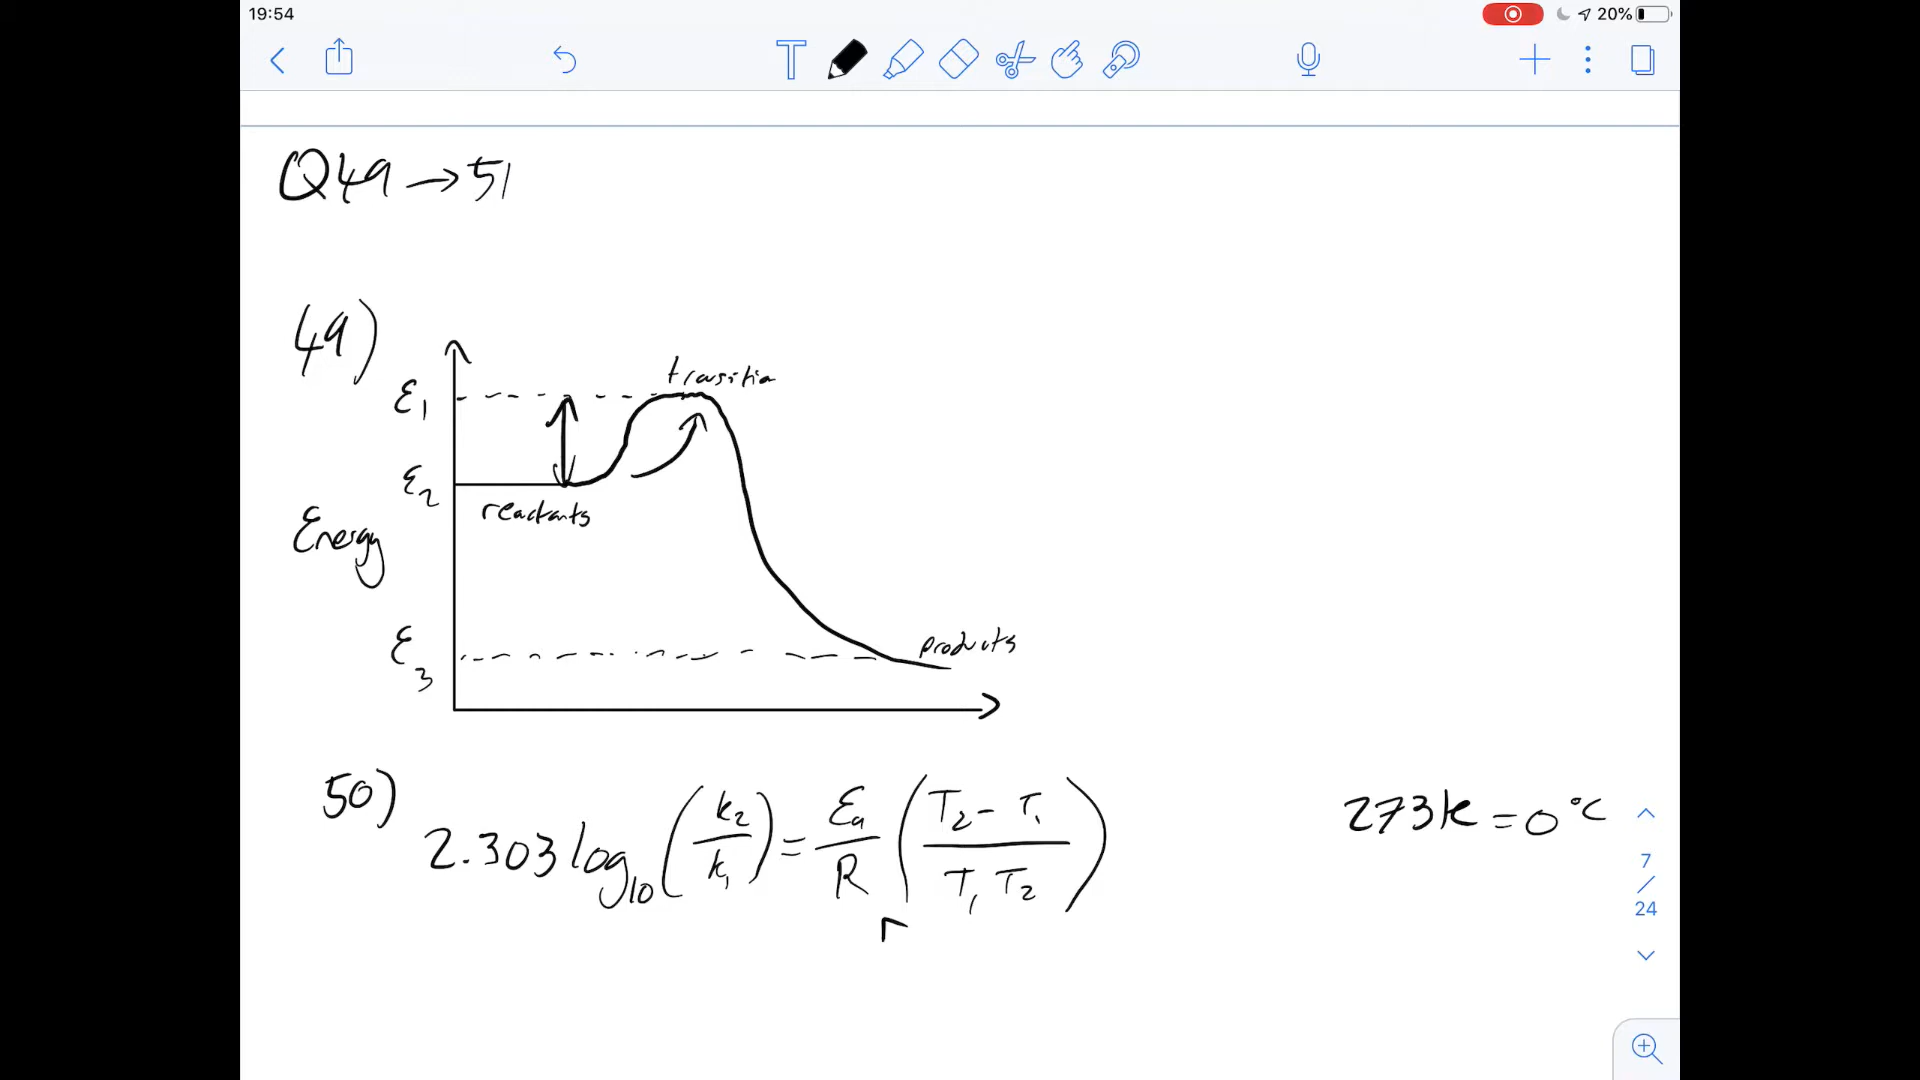 19:54
20%
T
Q49 → 51
49)
transition
E1
E2
reactants
Energy
E3
products
50)
2.303 log10 (k2/k1) = Ea/R (T2 - T1 / T1 T2)
273k = 0°C
7
/
24